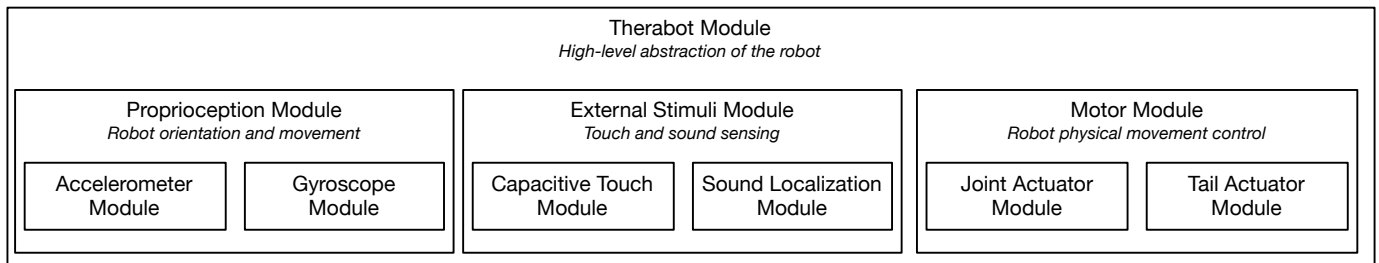 Therabot Module
High-level abstraction of the robot
Proprioception Module
Robot orientation and movement
Accelerometer
Module
Gyroscope
Module
External Stimuli Module
Touch and sound sensing
Capacitive Touch
Module
Sound Localization
Module
Motor Module
Robot physical movement control
Joint Actuator
Module
Tail Actuator
Module